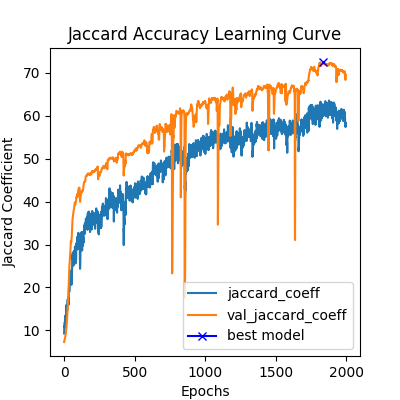 Jaccard Accuracy Learning Curve
Jaccard Coefficient
70
60
50
40
30
20
10
jaccard_coeff
val_jaccard_coeff
best model
0
500
1000
1500
2000
Epochs